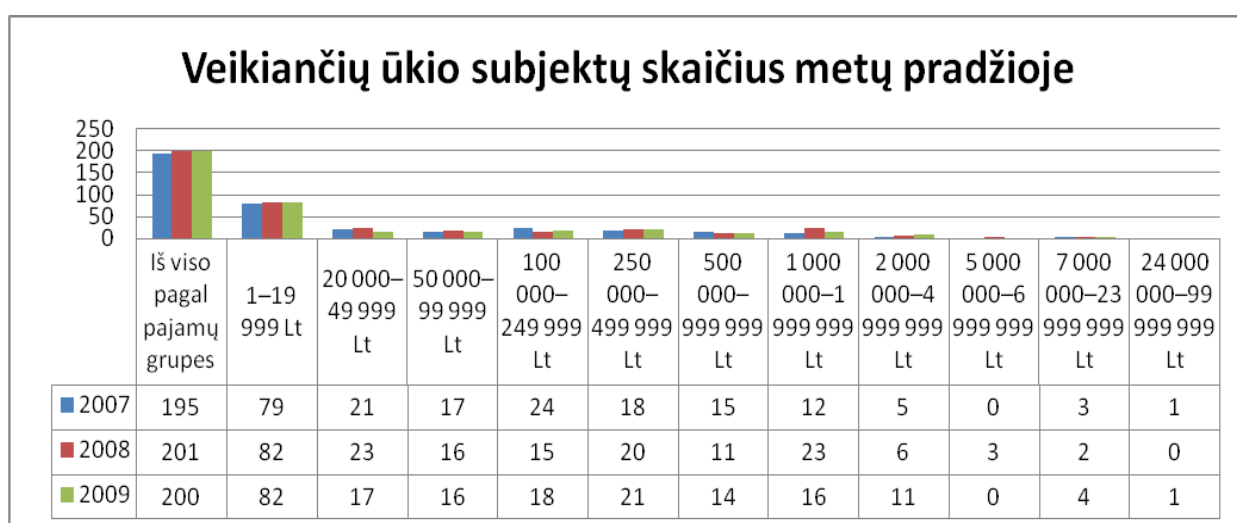 Veikiančių ūkio subjektų skaičius metų pradžioje
250
200
150
100
50
0
Iš viso pagal pajamų grupes
1–19 999 Lt
20 000–49 999 Lt
50 000–99 999 Lt
100 000–249 999 Lt
250 000–499 999 Lt
500 000–999 999 Lt
1 000 000–1 999 999 Lt
2 000 000–4 999 999 Lt
5 000 000–6 999 999 Lt
7 000 000–23 999 999 Lt
24 000 000–99 999 999 Lt
2007 195 79 21 17 24 18 15 12 5 0 3 1
2008 201 82 23 16 15 20 11 23 6 3 2 0
2009 200 82 17 16 18 21 14 16 11 0 4 1